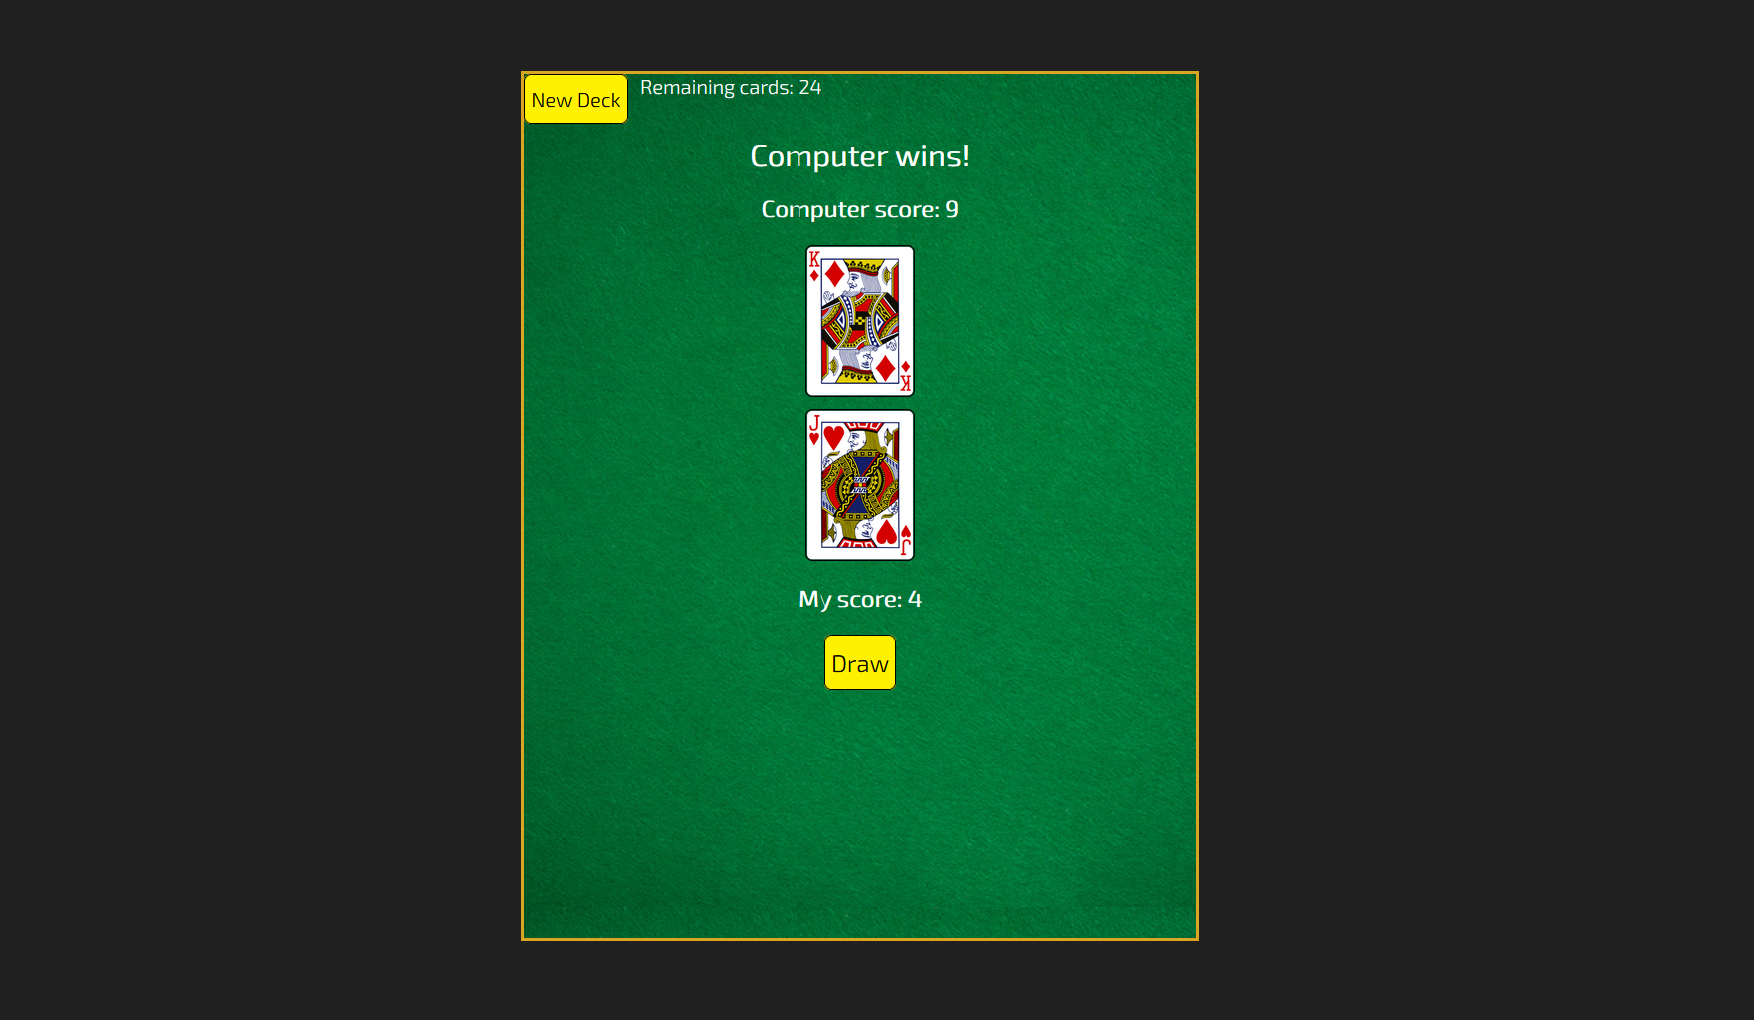 New Deck
Remaining cards: 24
Computer wins!
Computer score: 9
K
K
J
J
My score: 4
Draw